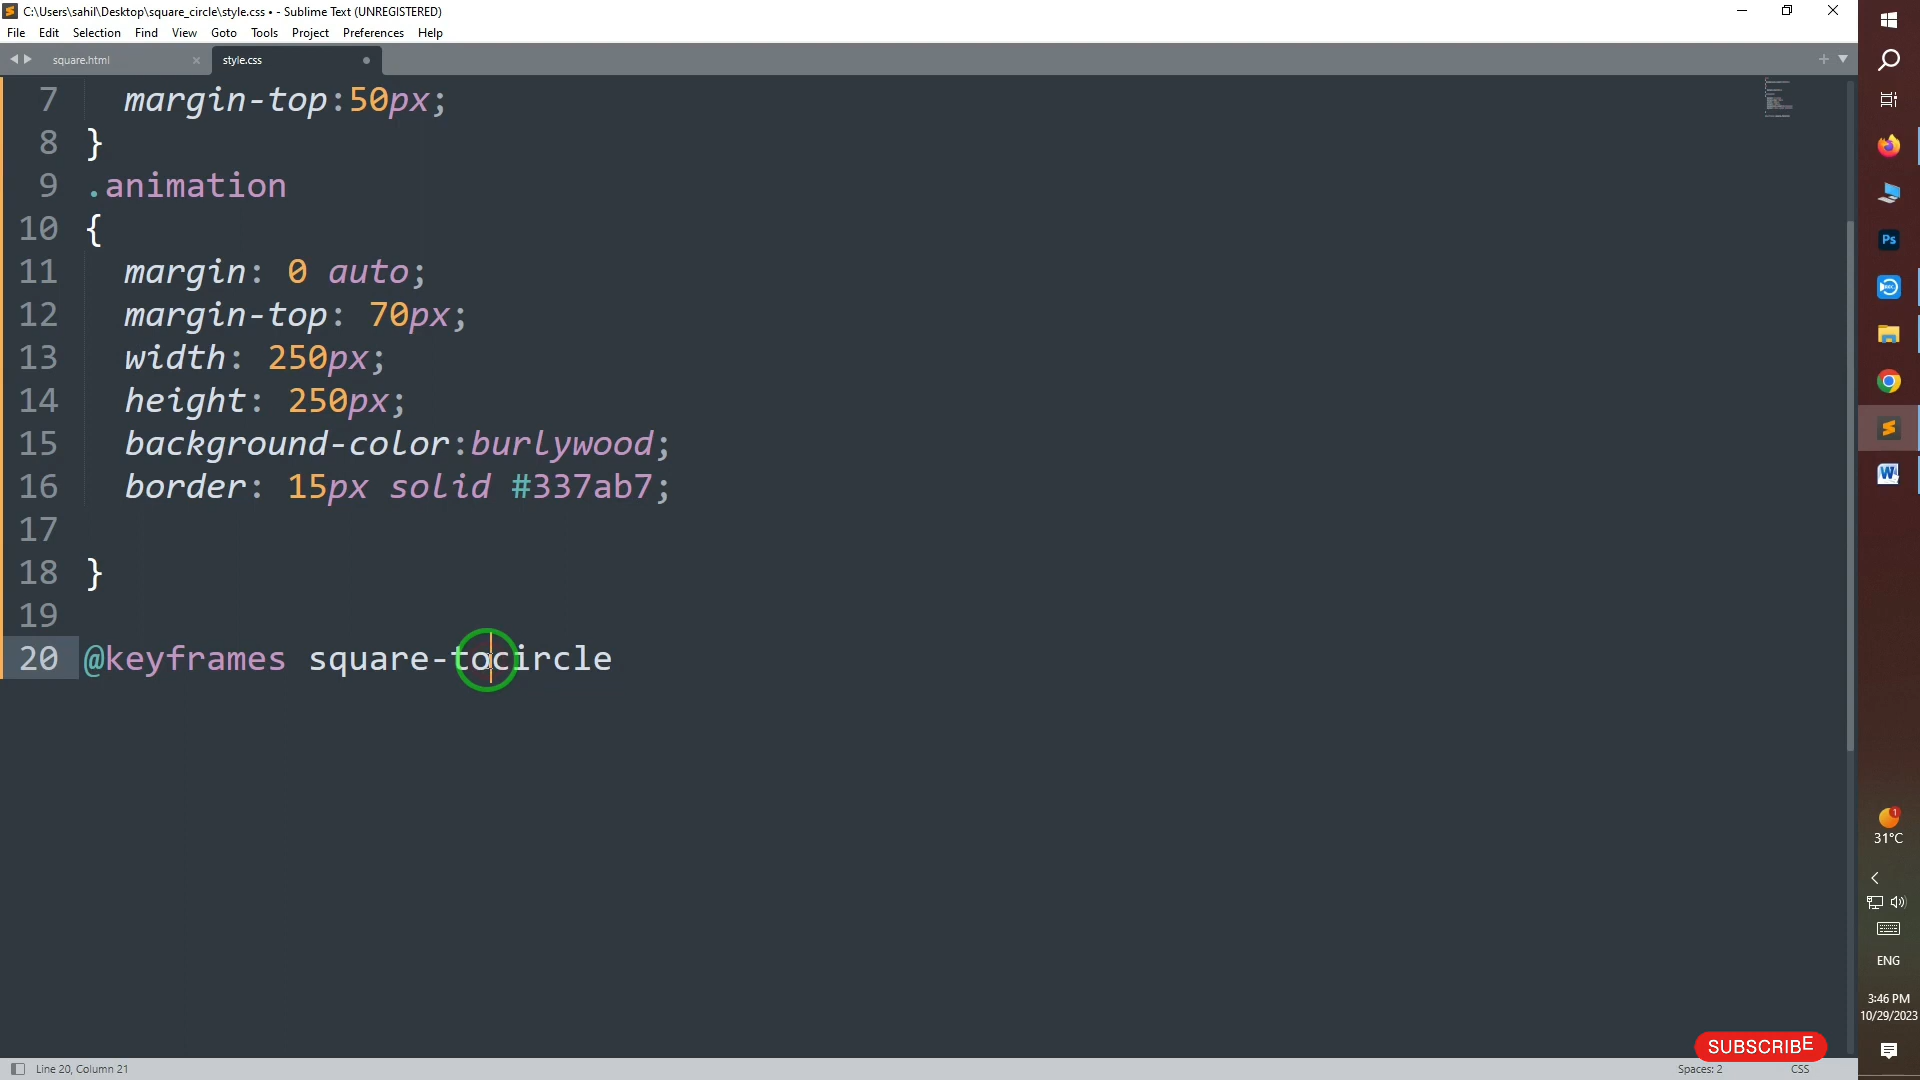 C:\Users\sahil\Desktop\square_circle\style.css • - Sublime Text (UNREGISTERED)
File Edit Selection Find View Goto Tools Project Preferences Help
square.html
style.css
7 margin-top:50px;
8 }
9 .animation
10 {
11 margin: 0 auto;
12 margin-top: 70px;
13 width: 250px;
14 height: 250px;
15 background-color:burlywood;
16 border: 15px solid #337ab7;
17
18 }
19
20 @keyframes square-tocircle
Ps
REC
W
1
31°C
ENG
3:46 PM
10/29/2023
SUBSCRIBE
Line 20, Column 21
Spaces: 2
CSS